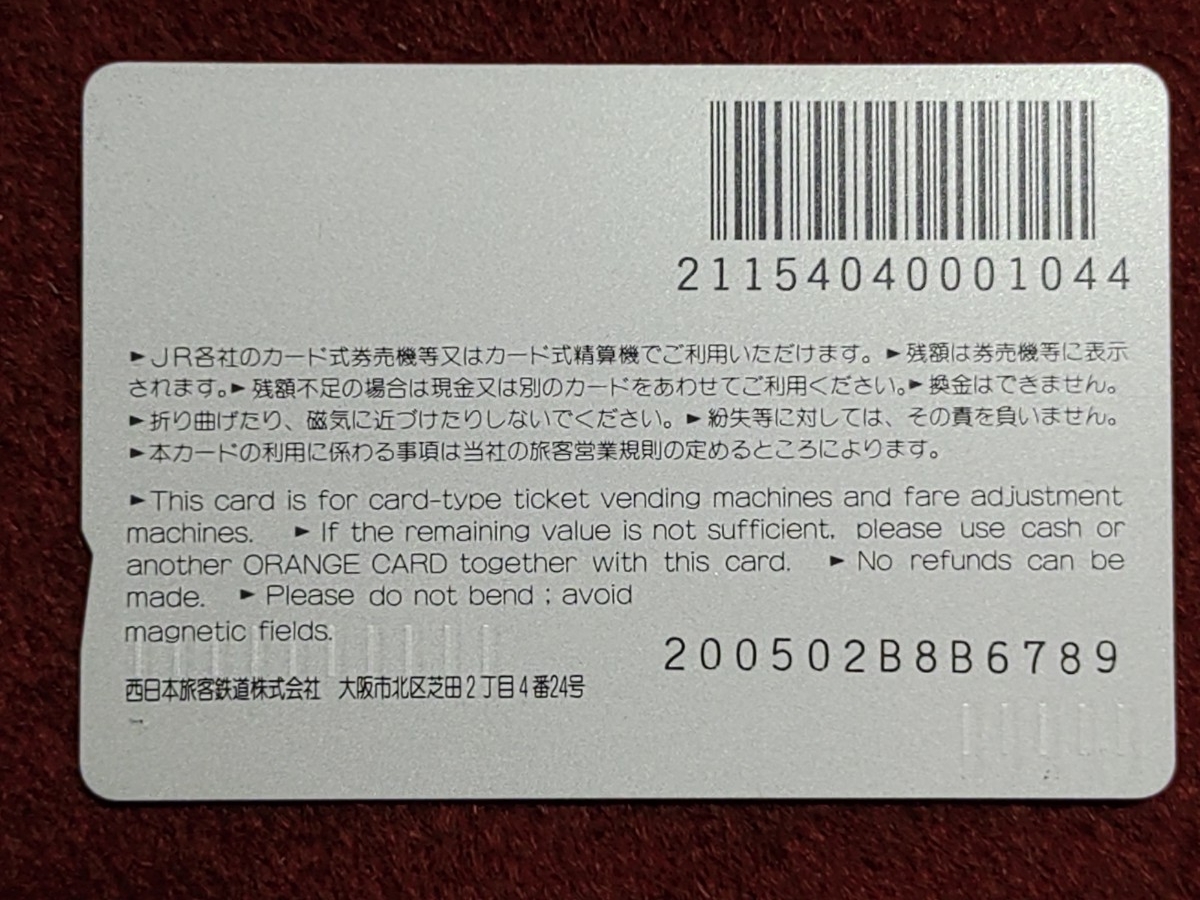 21154040001044
►JR各社のカード式券売機等又はカード式精算機でご利用いただけます。►残額は券売機等に表示
されます。►残額不足の場合は現金又は別のカードをあわせてご利用ください。►換金はできません。
►折り曲げたり、磁気に近づけたりしないでください。►紛失等に対しては、その責を負いません。
►本カードの利用に係わる事項は当社の旅客営業規則の定めるところによります。
►This card is for card-type ticket vending machines and fare adjustment
machines. ►If the remaining value is not sufficient, please use cash or
another ORANGE CARD together with this card. ►No refunds can be
made. ►Please do not bend; avoid
magnetic fields.
200502B8B6789
西日本旅客鉄道株式会社 大阪市北区芝田2丁目4番24号